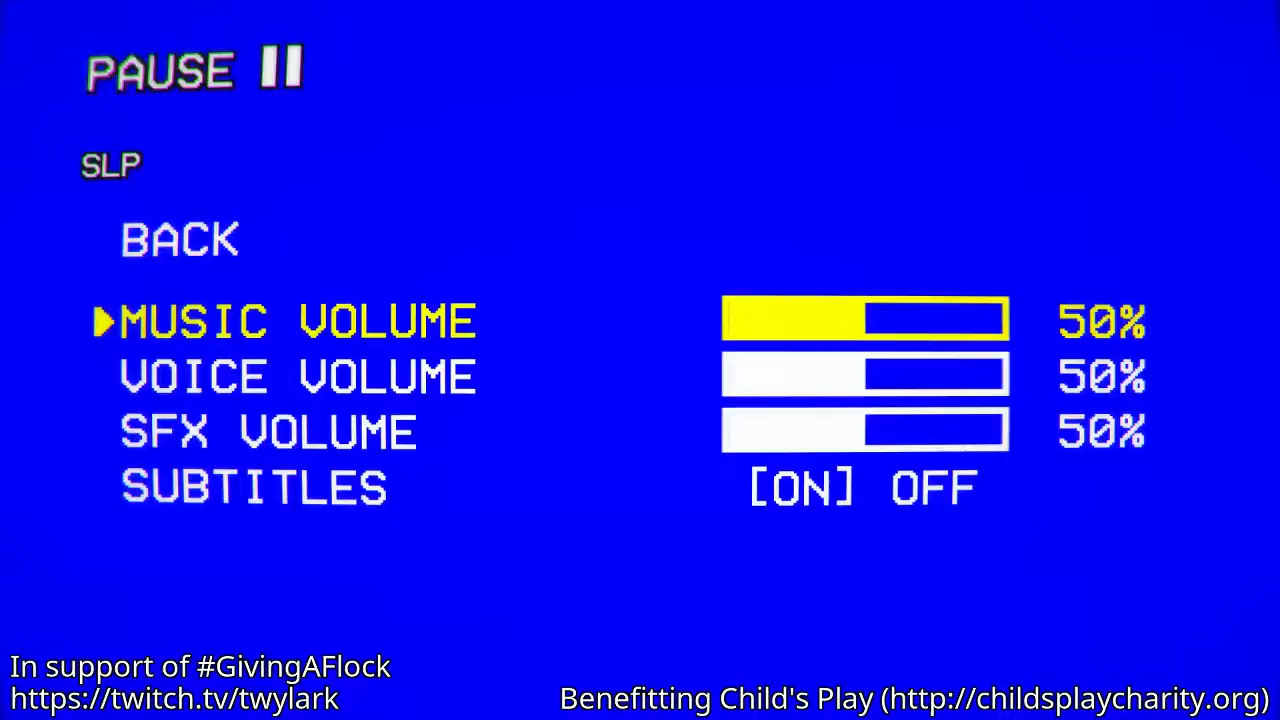 PAUSE
SLP
BACK
MUSIC VOLUME 50%
VOICE VOLUME 50%
SFX VOLUME 50%
SUBTITLES [ON] OFF
In support of #GivingAFlock
https://twitch.tv/twylark
Benefitting Child's Play (http://childsplaycharity.org)